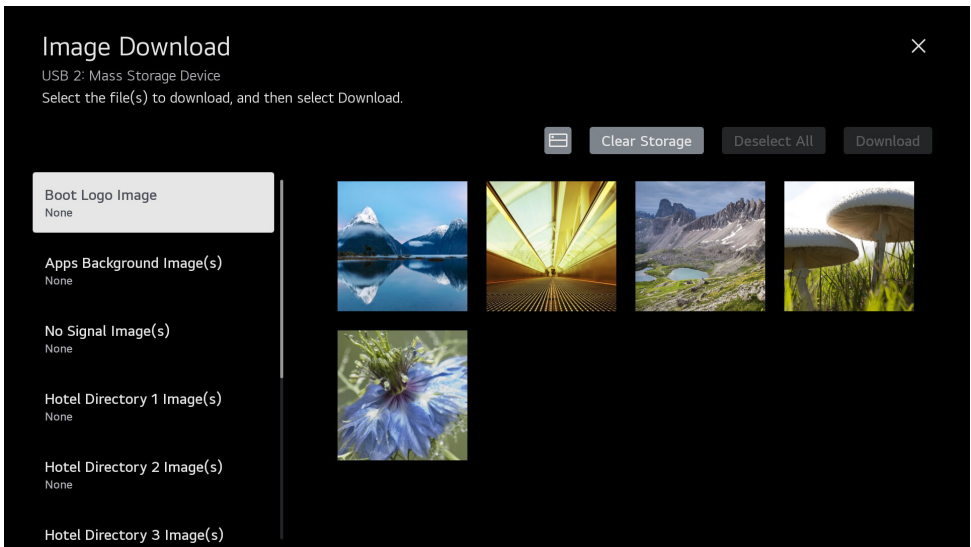 Image Download
USB 2: Mass Storage Device
Select the file(s) to download, and then select Download.
Clear Storage
Deselect All
Download
Boot Logo Image
None
Apps Background Image(s)
None
No Signal Image(s)
None
Hotel Directory 1 Image(s)
None
Hotel Directory 2 Image(s)
None
Hotel Directory 3 Image(s)